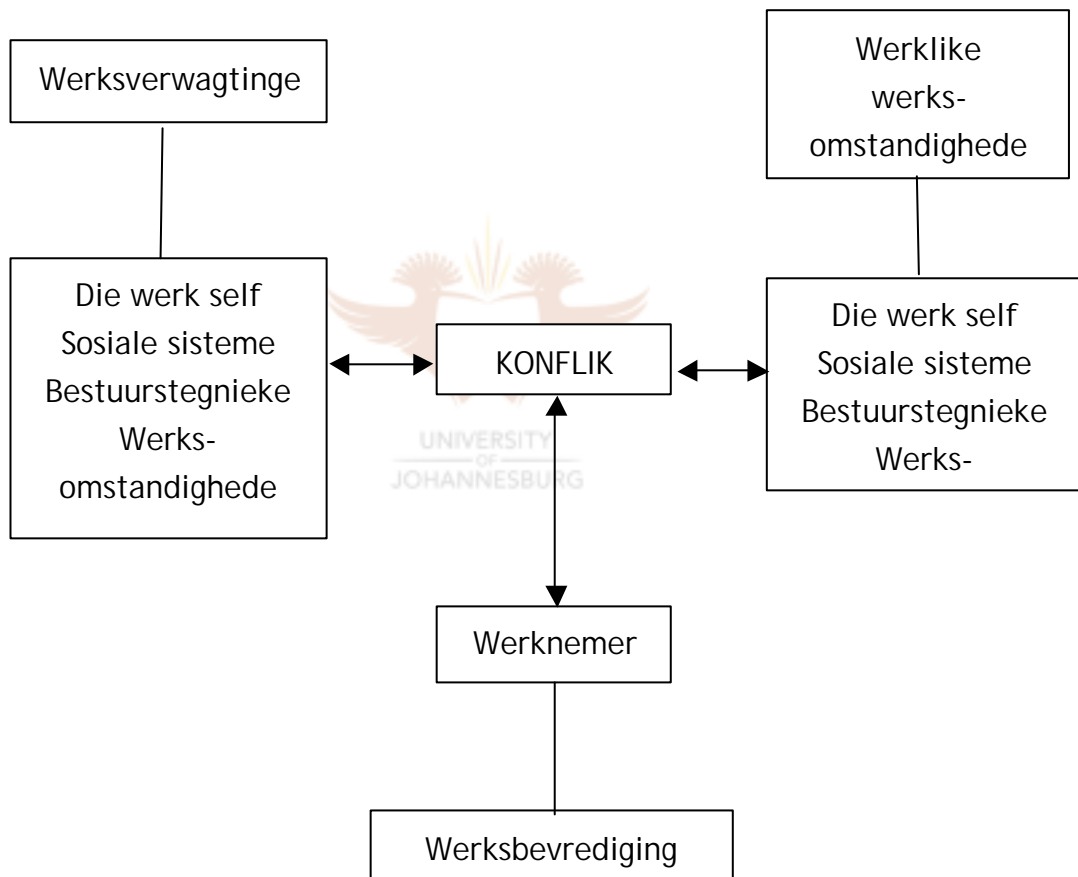 Werksverwagtinge
Werklike
werks-
omstandighede
Die werk self
Sosiale sisteme
Bestuurstegnieke
Werks-
omstandighede
KONFLIK
Die werk self
Sosiale sisteme
Bestuurstegnieke
Werks-
UNIVERSITY
OF
JOHANNESBURG
Werknemer
Werksbevrediging